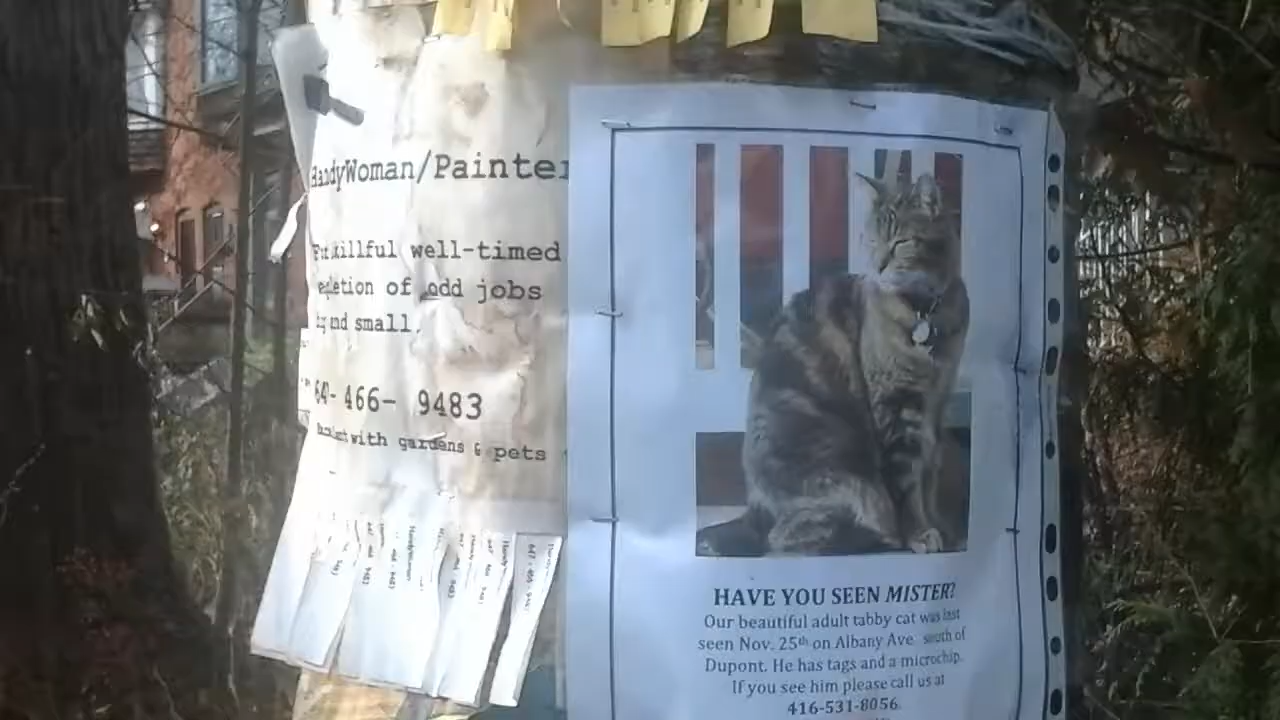 HandyWoman/Painter
well-timed
of odd jobs
and small.
466- 9483
with gardens & pets
HAVE YOU SEEN MISTER?
Our beautiful adult tabby cat was last
seen Nov. 25th on Albany Ave. south of
Dupont. He has tags and a microchip.
If you see him please call us at
416-531-8056.